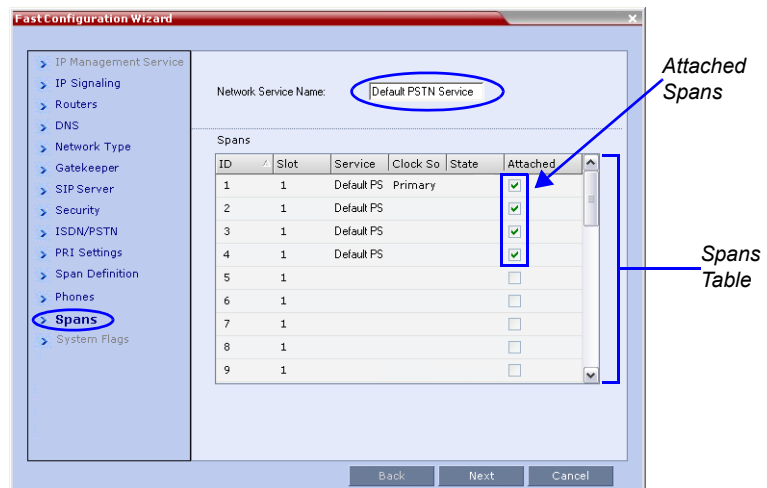 Fast Configuration Wizard
IP Management Service
IP Signaling
Routers
DNS
Network Type
Gatekeeper
SIP Server
Security
ISDN/PSTN
PRI Settings
Span Definition
Phones
Spans
System Flags
Network Service Name: Default PSTN Service
Spans
ID Slot Service Clock So State Attached
1 1 Default PS Primary
2 1 Default PS
3 1 Default PS
4 1 Default PS
5 1
6 1
7 1
8 1
9 1
Back Next Cancel
Attached
Spans
Spans
Table